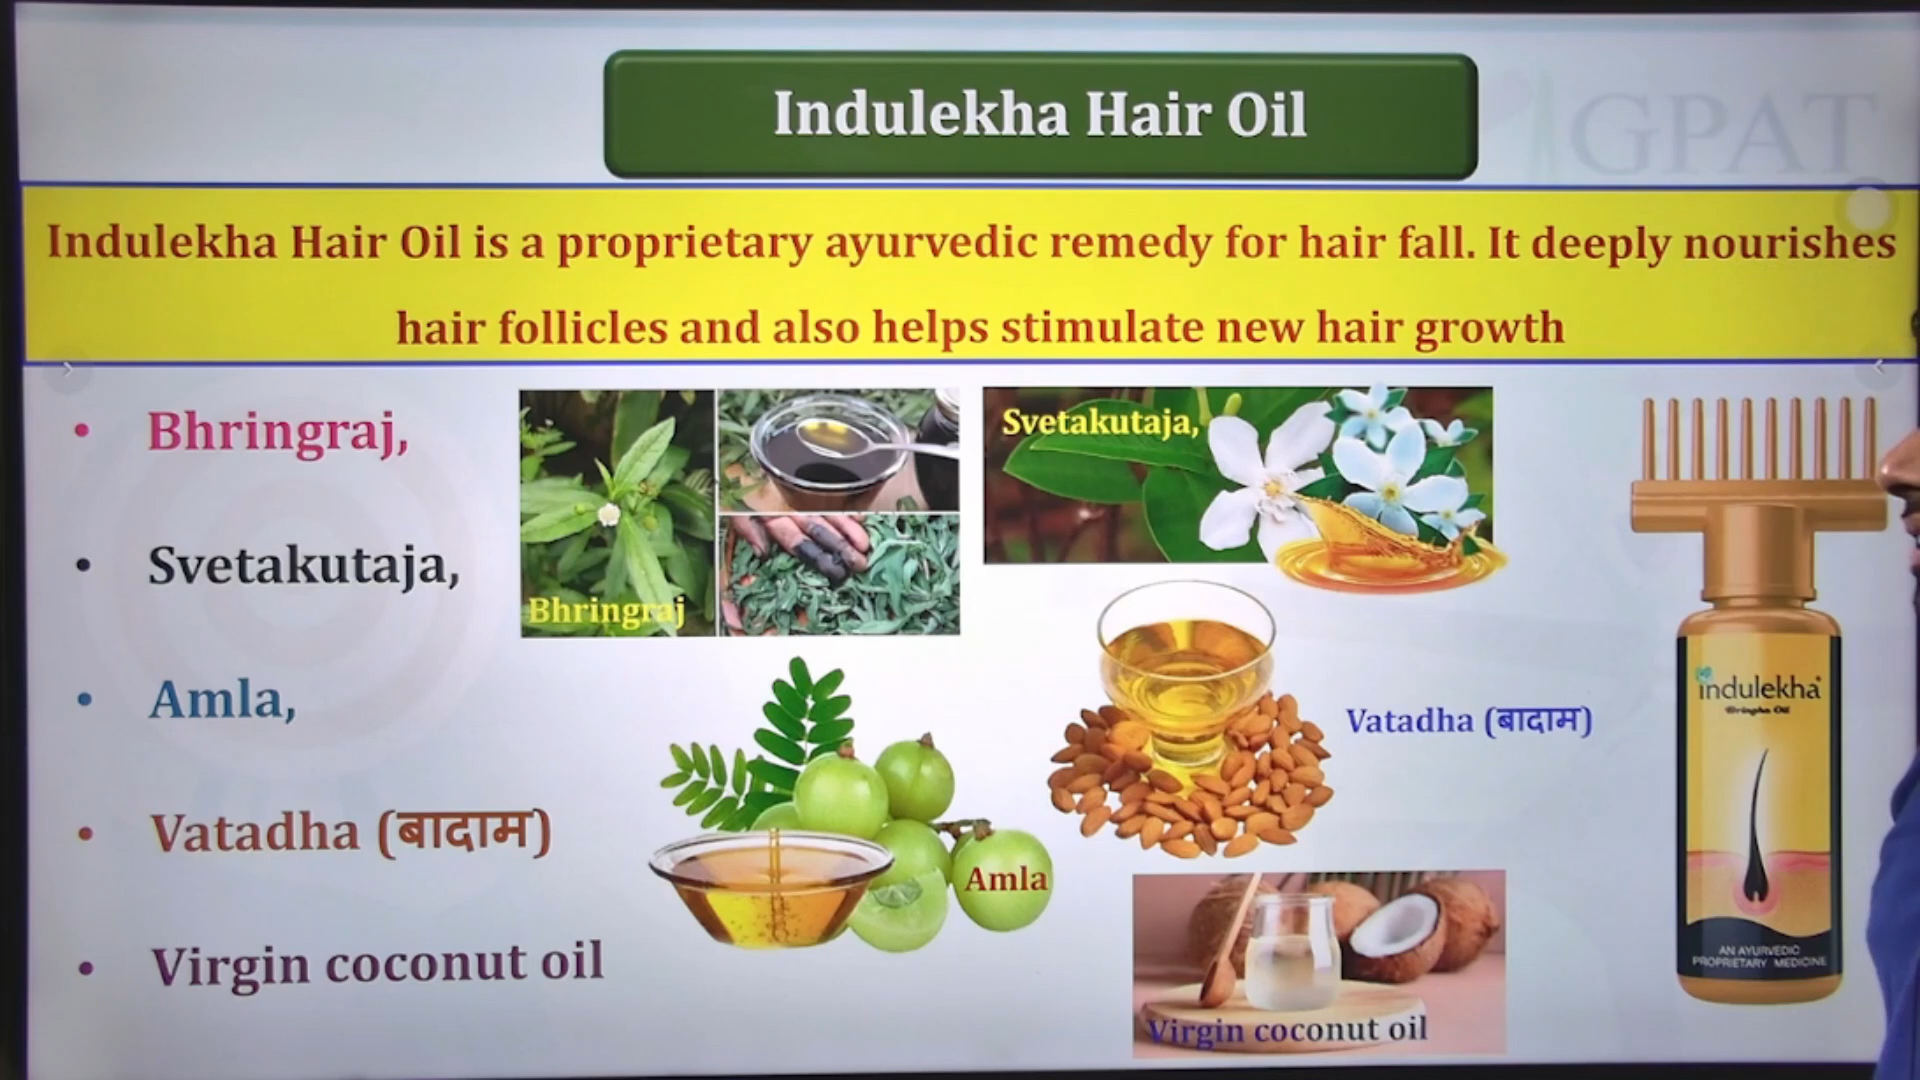 Indulekha Hair Oil
GPAT
Indulekha Hair Oil is a proprietary ayurvedic remedy for hair fall. It deeply nourishes
hair follicles and also helps stimulate new hair growth
• Bhringraj,
• Svetakutaja,
• Amla,
• Vatadha (बादाम)
• Virgin coconut oil
Bhringraj
Svetakutaja,
Vatadha (बादाम)
Amla
Virgin coconut oil
indulekha
Bringha Oil
AN AYURVEDIC
PROPRIETARY MEDICINE